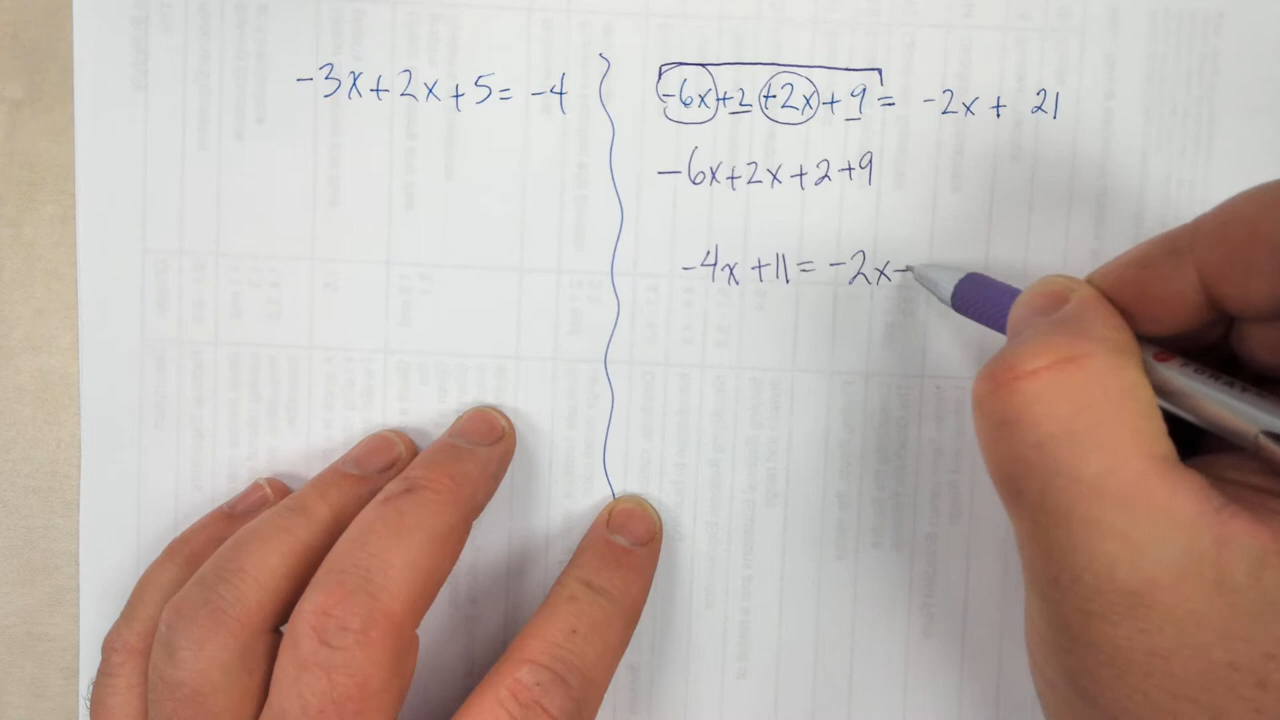 -3x+2x+5= -4
-6x+2+2x+9= -2x+ 21
-6x+2x+2+9
-4x+11= -2x-